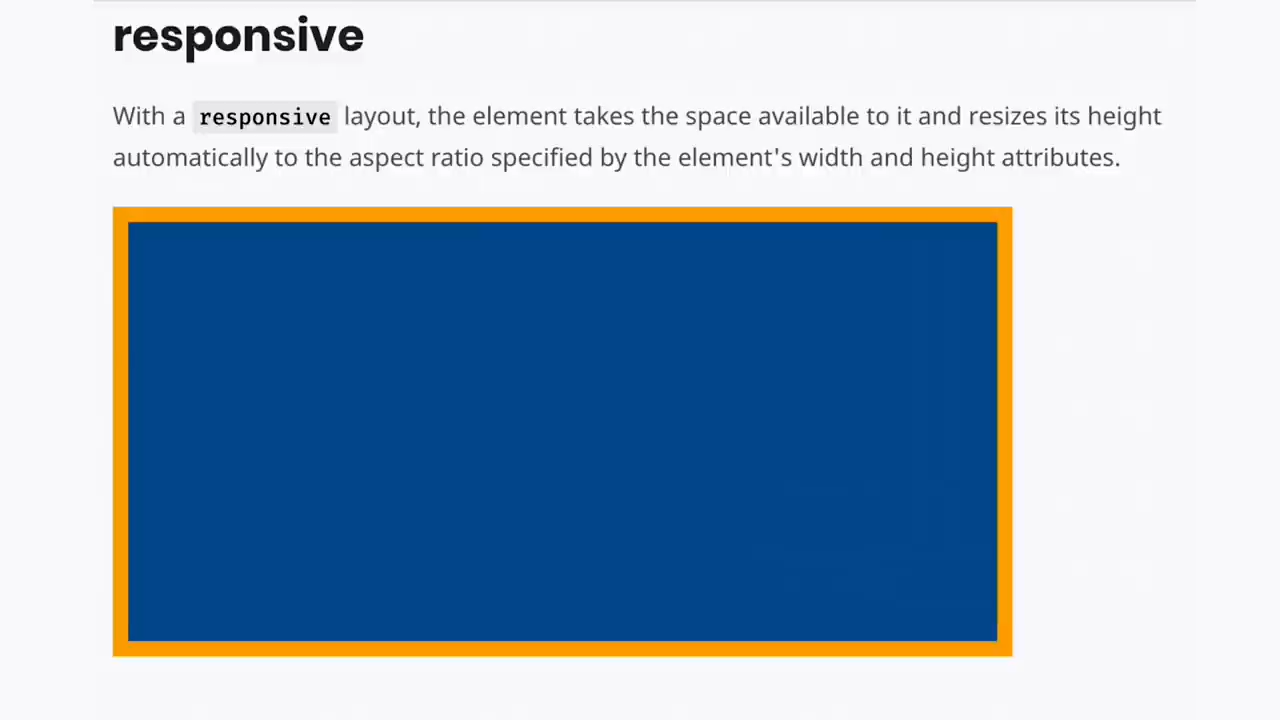 responsive
With a responsive layout, the element takes the space available to it and resizes its height
automatically to the aspect ratio specified by the element's width and height attributes.